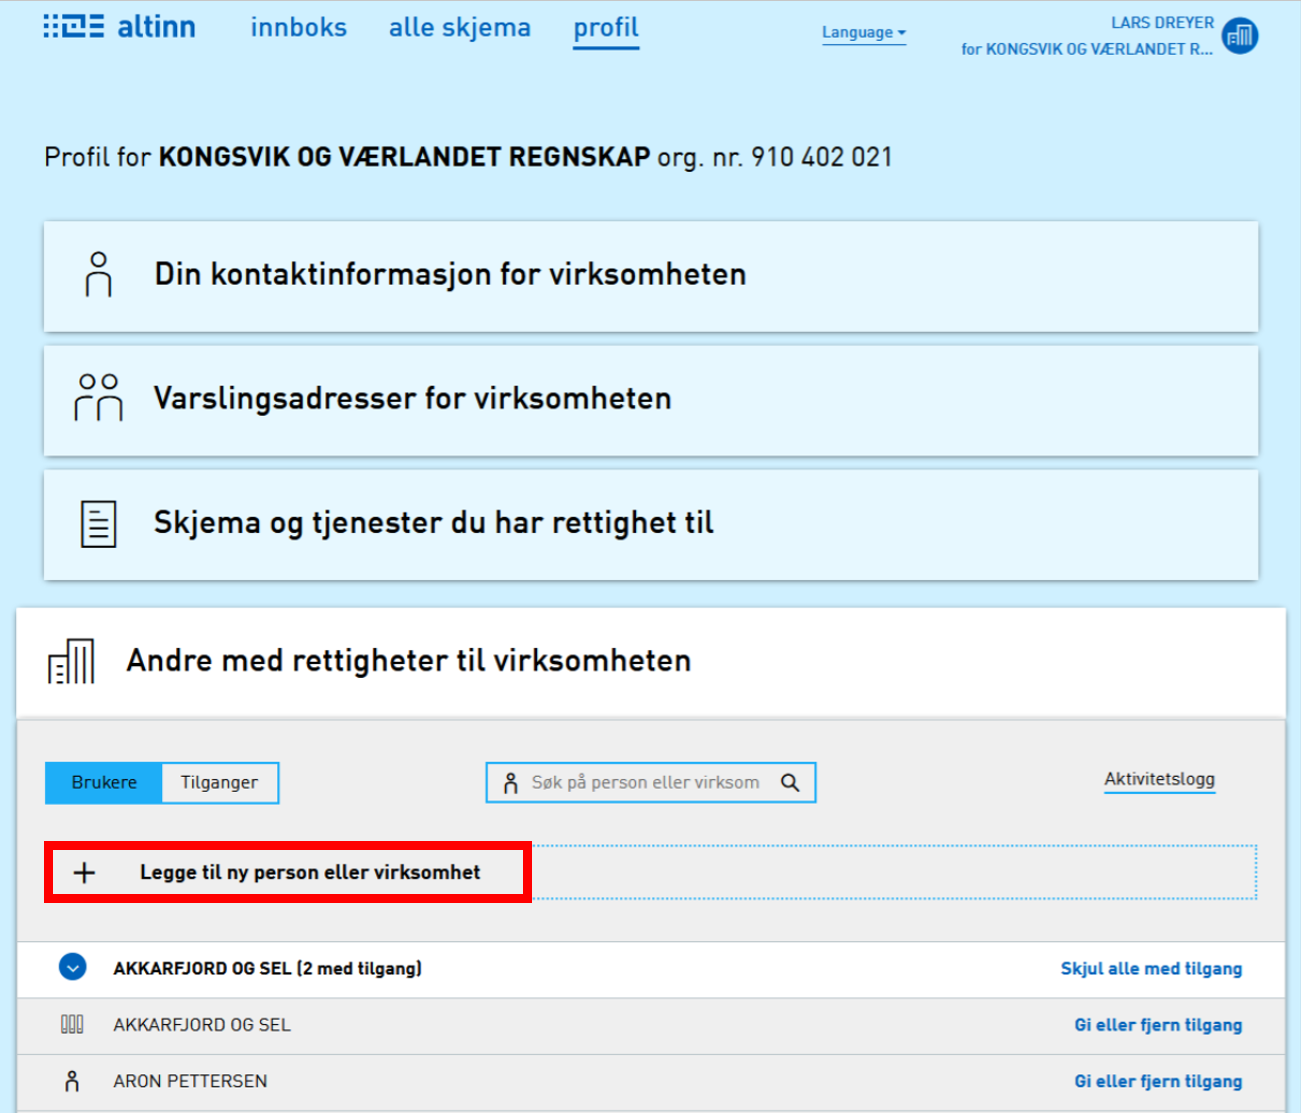 altinn innboks alle skjema profil Language LARS DREYER
for KONGSVIK OG VÆRLANDET R...
Profil for KONGSVIK OG VÆRLANDET REGNSKAP org. nr. 910 402 021
Din kontaktinformasjon for virksomheten
Varslingsadresser for virksomheten
Skjema og tjenester du har rettighet til
Andre med rettigheter til virksomheten
Brukere Tilganger Søk på person eller virksom Aktivitetslogg
Legge til ny person eller virksomhet
AKKARFJORD OG SEL (2 med tilgang) Skjul alle med tilgang
AKKARFJORD OG SEL Gi eller fjern tilgang
ARON PETTERSEN Gi eller fjern tilgang